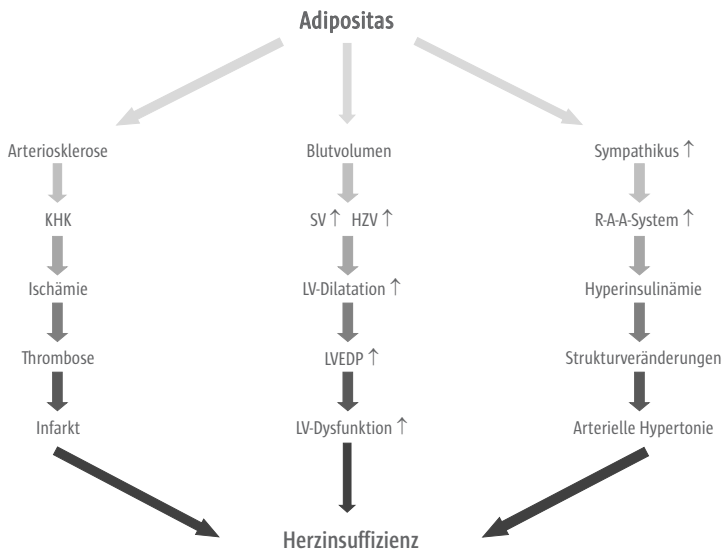 Adipositas
Arteriosklerose
KHK
Ischämie
Thrombose
Infarkt
Blutvolumen
SV ↑ HZV ↑
LV-Dilatation ↑
LVEDP ↑
LV-Dysfunktion ↑
Sympathikus ↑
R-A-A-System ↑
Hyperinsulinämie
Strukturveränderungen
Arterielle Hypertonie
Herzinsuffizienz